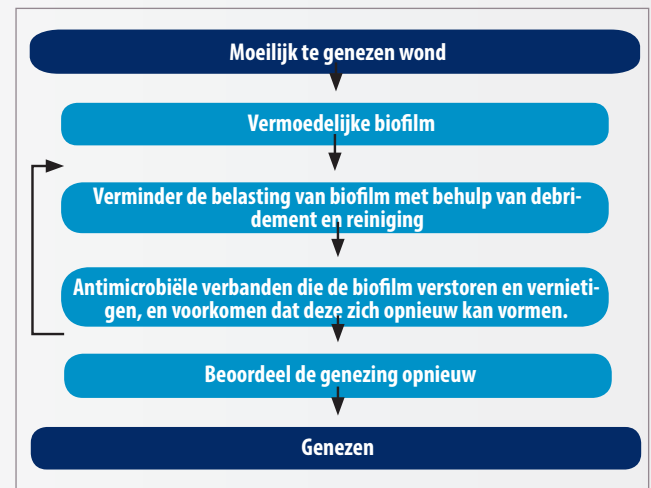 Moeilijk te genezen wond
Vermoedelijke biofilm
Verminder de belasting van biofilm met behulp van debri-
dement en reiniging
Antimicrobiële verbanden die de biofilm verstoren en vernieti-
gen, en voorkomen dat deze zich opnieuw kan vormen.
Beoordeel de genezing opnieuw
Genezen